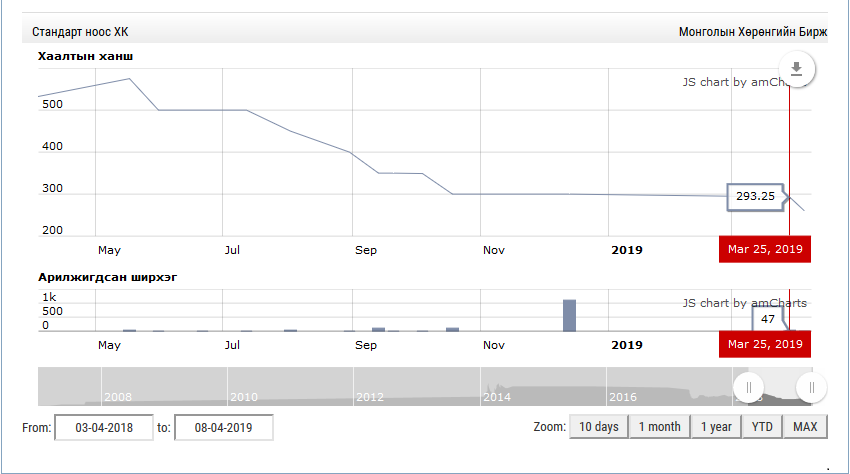 Стандарт ноос ХК Монголын Хөрөнгийн Бирж
Хаалтын ханш
JS chart by amCharts
500
400
300
200
293.25
May Jul Sep Nov 2019 Mar 25, 2019
Арилжигдсан ширхэг
JS chart by amCharts
1k
500
0
47
May Jul Sep Nov 2019 Mar 25, 2019
2008 2010 2012 2014 2016
From: 03-04-2018 to: 08-04-2019 Zoom: 10 days 1 month 1 year YTD MAX
.